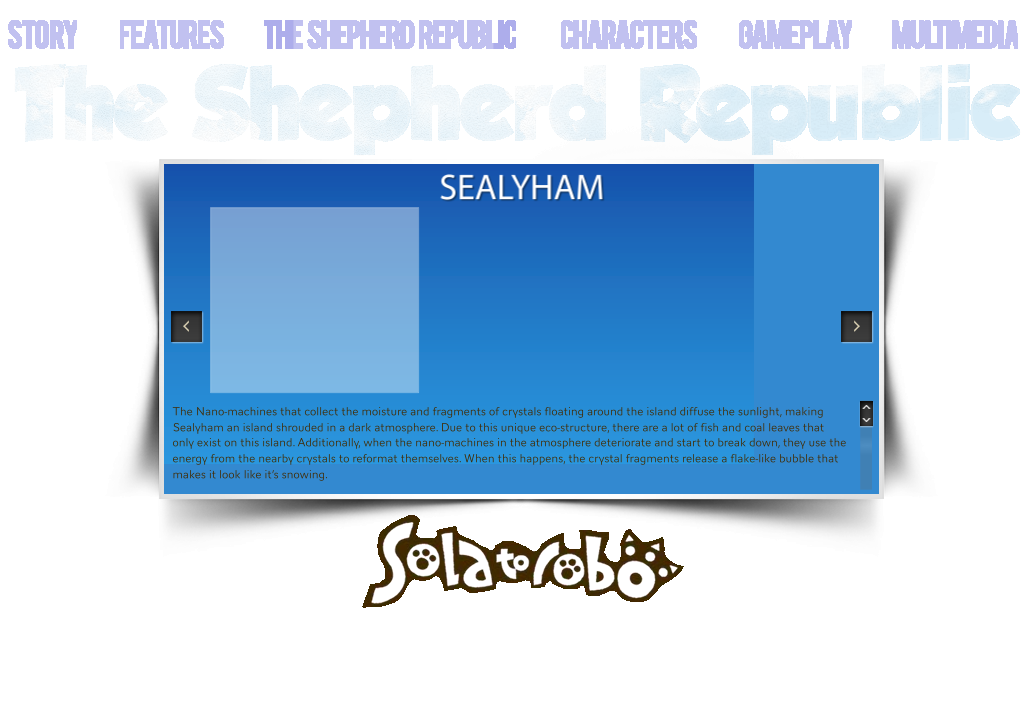 STORY FEATURES THE SHEPHERD REPUBLIC CHARACTERS GAMEPLAY MULTIMEDIA
The Shepherd Republic
SEALYHAM
The Nano-machines that collect the moisture and fragments of crystals floating around the island diffuse the sunlight, making
Sealyham an island shrouded in a dark atmosphere. Due to this unique eco-structure, there are a lot of fish and coal leaves that
only exist on this island. Additionally, when the nano-machines in the atmosphere deteriorate and start to break down, they use the
energy from the nearby crystals to reformat themselves. When this happens, the crystal fragments release a flake-like bubble that
makes it look like it's snowing.
Solatorobo